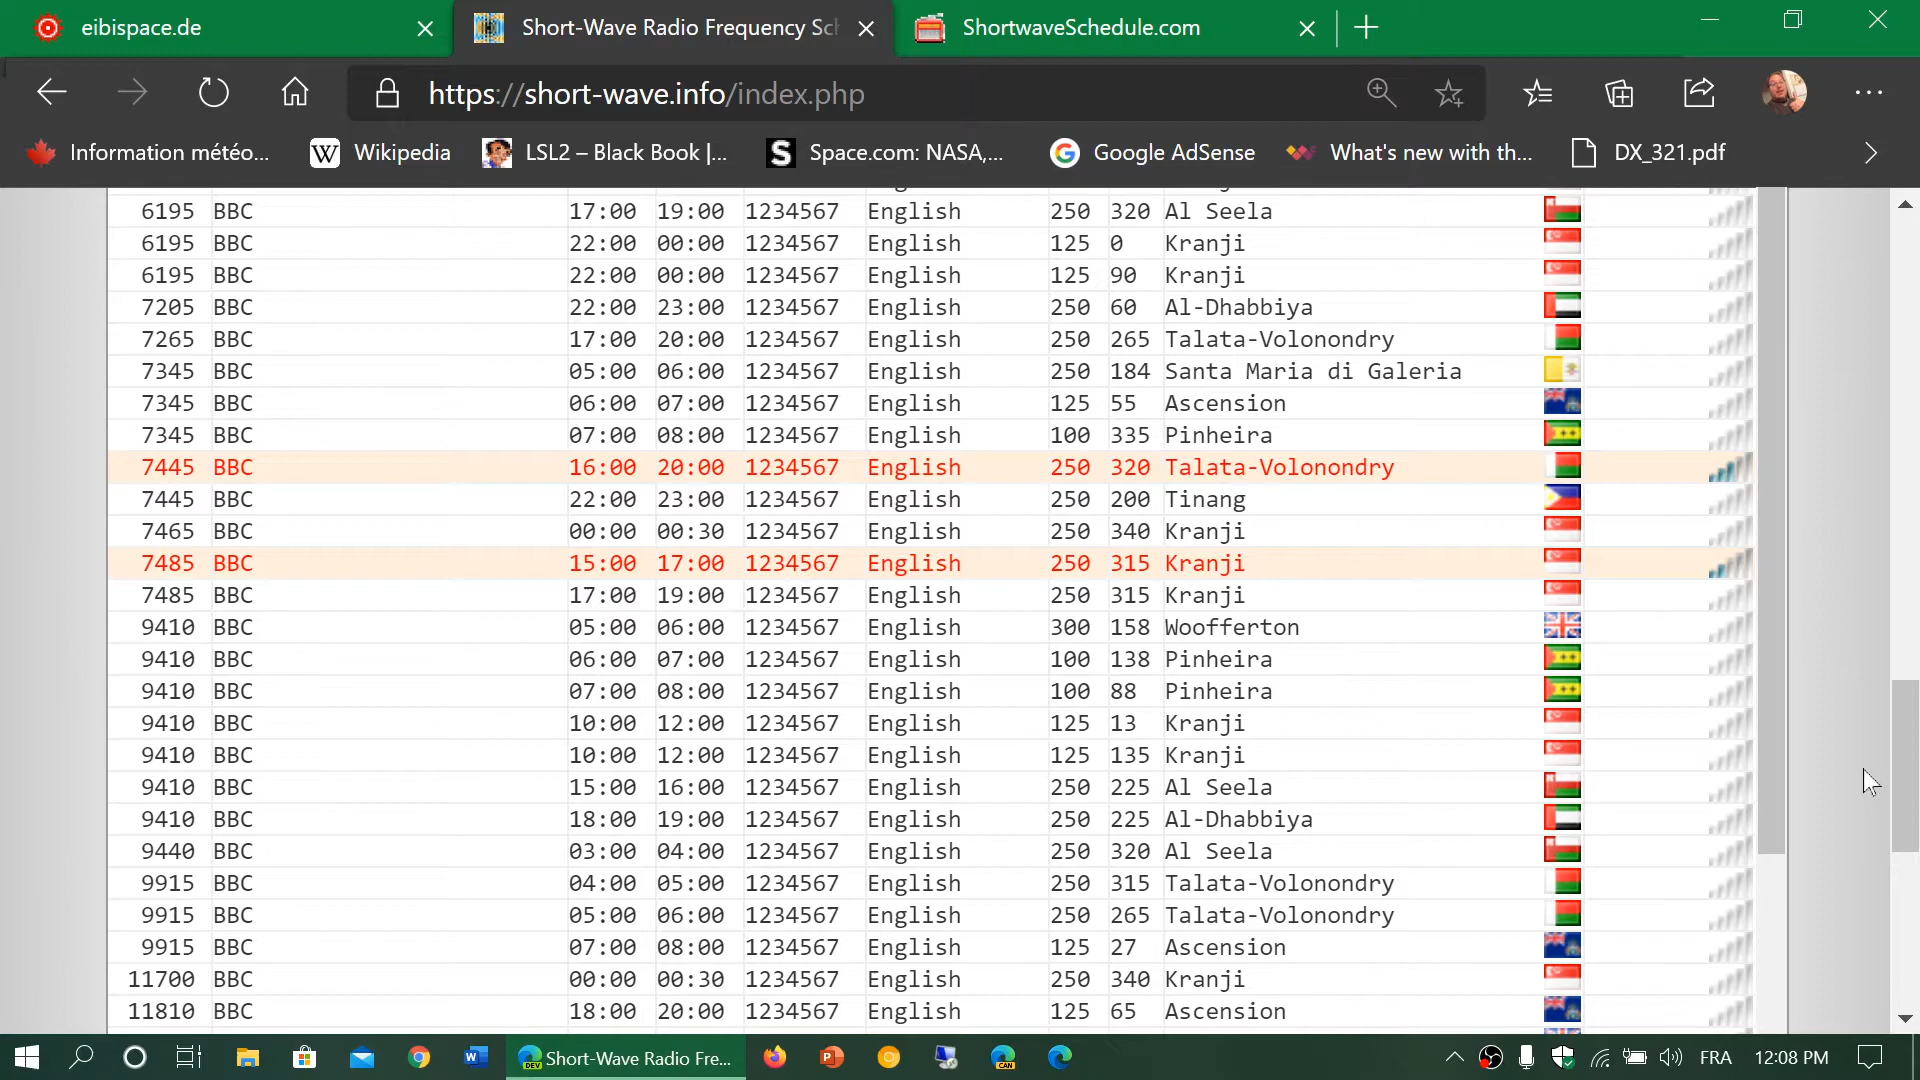 eibispace.de
Short-Wave Radio Frequency Sch
ShortwaveSchedule.com
https://short-wave.info/index.php
Information météo...
Wikipedia
LSL2 – Black Book |...
Space.com: NASA,...
Google AdSense
What's new with th...
DX_321.pdf
6195 BBC 17:00 19:00 1234567 English 250 320 Al Seela
6195 BBC 22:00 00:00 1234567 English 125 0 Kranji
6195 BBC 22:00 00:00 1234567 English 125 90 Kranji
7205 BBC 22:00 23:00 1234567 English 250 60 Al-Dhabbiya
7265 BBC 17:00 20:00 1234567 English 250 265 Talata-Volonondry
7345 BBC 05:00 06:00 1234567 English 250 184 Santa Maria di Galeria
7345 BBC 06:00 07:00 1234567 English 125 55 Ascension
7345 BBC 07:00 08:00 1234567 English 100 335 Pinheira
7445 BBC 16:00 20:00 1234567 English 250 320 Talata-Volonondry
7445 BBC 22:00 23:00 1234567 English 250 200 Tinang
7465 BBC 00:00 00:30 1234567 English 250 340 Kranji
7485 BBC 15:00 17:00 1234567 English 250 315 Kranji
7485 BBC 17:00 19:00 1234567 English 250 315 Kranji
9410 BBC 05:00 06:00 1234567 English 300 158 Woofferton
9410 BBC 06:00 07:00 1234567 English 100 138 Pinheira
9410 BBC 07:00 08:00 1234567 English 100 88 Pinheira
9410 BBC 10:00 12:00 1234567 English 125 13 Kranji
9410 BBC 10:00 12:00 1234567 English 125 135 Kranji
9410 BBC 15:00 16:00 1234567 English 250 225 Al Seela
9410 BBC 18:00 19:00 1234567 English 250 225 Al-Dhabbiya
9440 BBC 03:00 04:00 1234567 English 250 320 Al Seela
9915 BBC 04:00 05:00 1234567 English 250 315 Talata-Volonondry
9915 BBC 05:00 06:00 1234567 English 250 265 Talata-Volonondry
9915 BBC 07:00 08:00 1234567 English 125 27 Ascension
11700 BBC 00:00 00:30 1234567 English 250 340 Kranji
11810 BBC 18:00 20:00 1234567 English 125 65 Ascension
Short-Wave Radio Fre...
FRA
12:08 PM